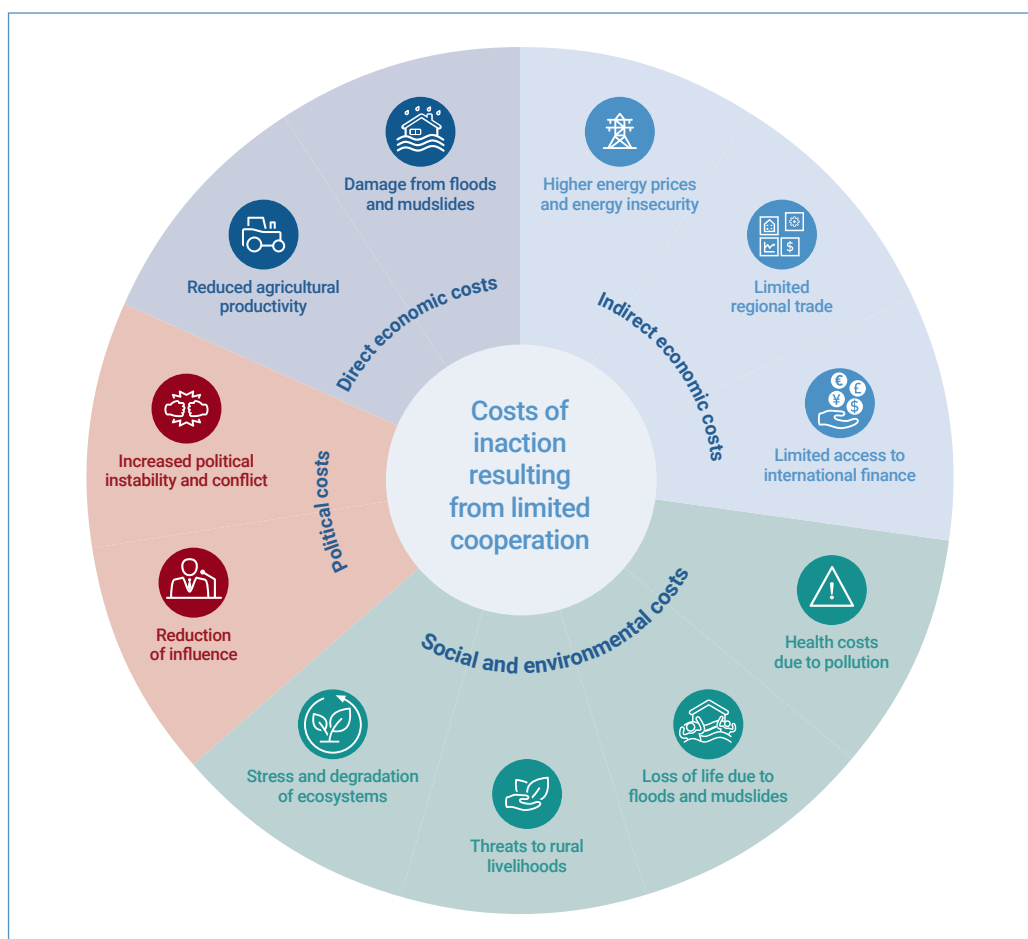 Costs of
inaction
resulting
from limited
cooperation
Direct economic costs
Damage from floods
and mudslides
Reduced agricultural
productivity
Indirect economic costs
Higher energy prices
and energy insecurity
Limited
regional trade
Limited access to
international finance
€ £
¥ $
$
Social and environmental costs
!
Health costs
due to pollution
Loss of life due to
floods and mudslides
Threats to rural
livelihoods
Stress and degradation
of ecosystems
Political costs
Reduction
of influence
Increased political
instability and conflict